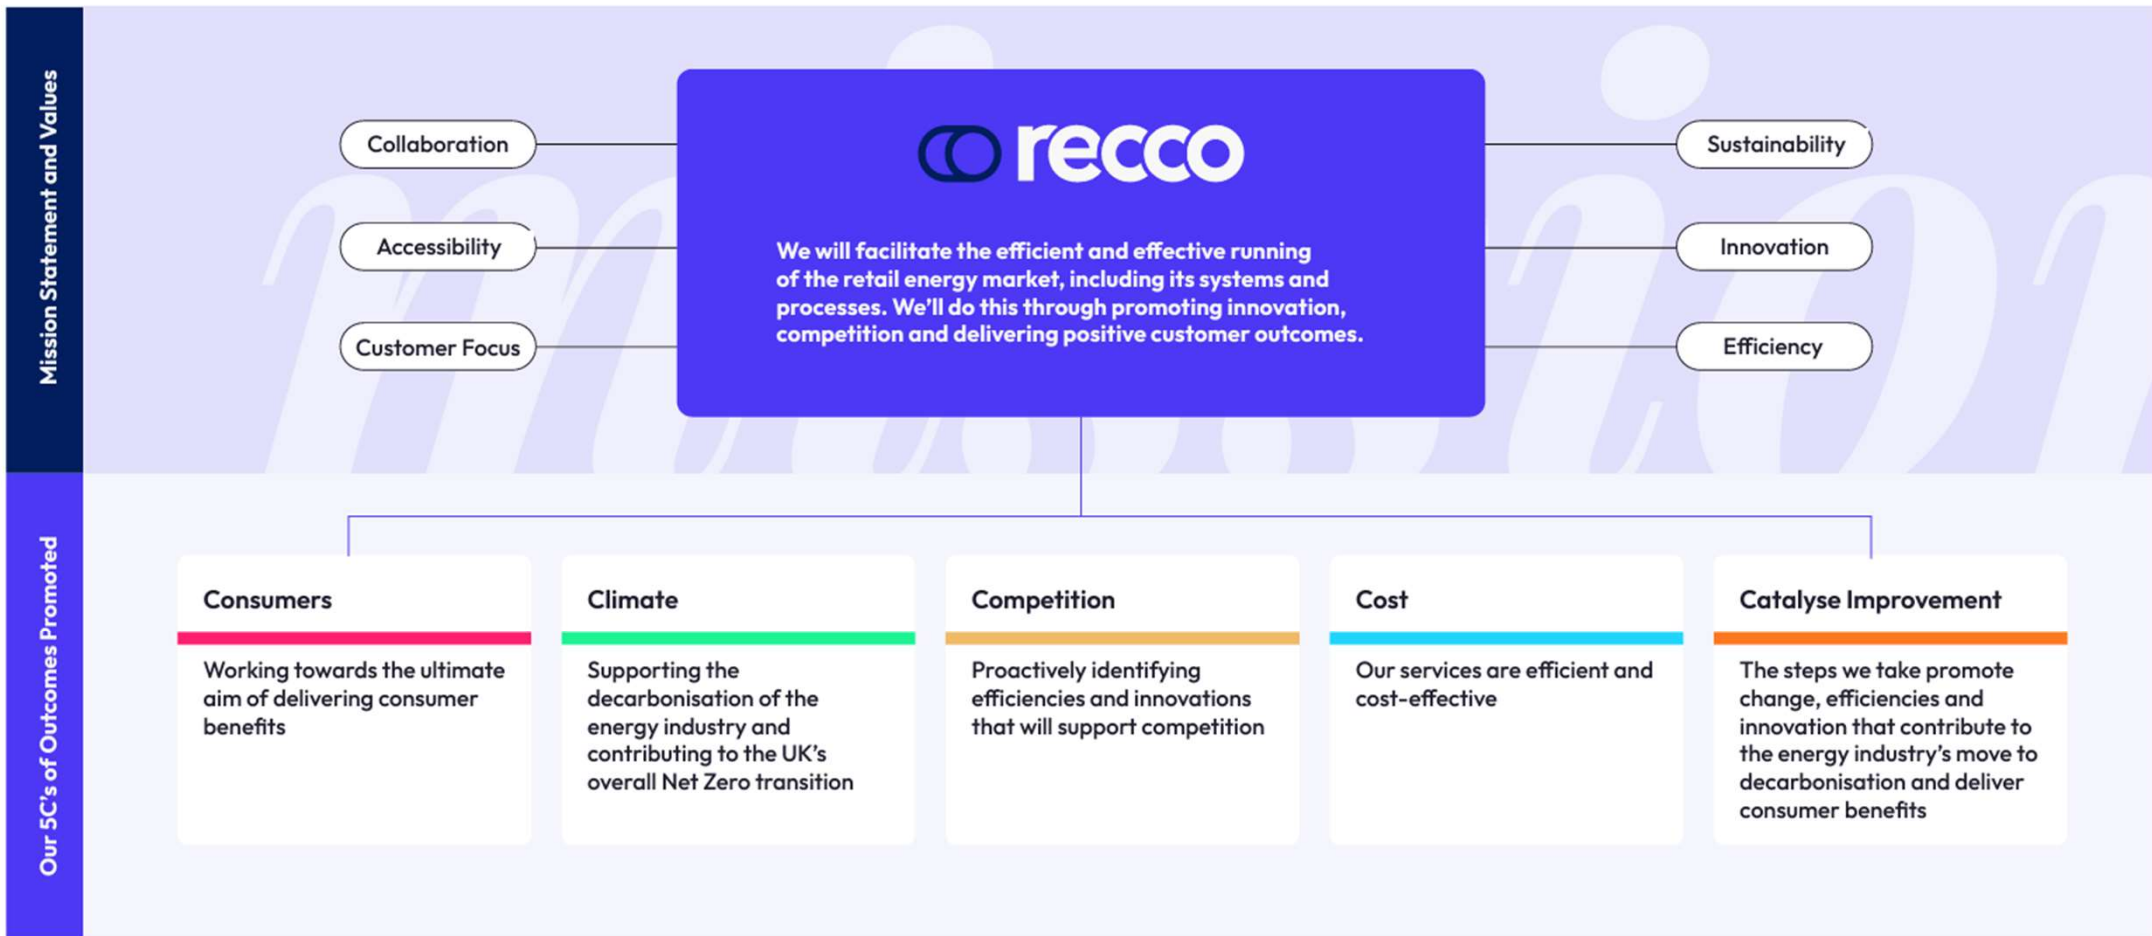 Mission Statement and Values
Collaboration
Accessibility
Customer Focus
recco
We will facilitate the efficient and effective running
of the retail energy market, including its systems and
processes. We'll do this through promoting innovation,
competition and delivering positive customer outcomes.
Sustainability
Innovation
Efficiency
mission
Our 5C's of Outcomes Promoted
Consumers
Working towards the ultimate
aim of delivering consumer
benefits
Climate
Supporting the
decarbonisation of the
energy industry and
contributing to the UK's
overall Net Zero transition
Competition
Proactively identifying
efficiencies and innovations
that will support competition
Cost
Our services are efficient and
cost-effective
Catalyse Improvement
The steps we take promote
change, efficiencies and
innovation that contribute to
the energy industry's move to
decarbonisation and deliver
consumer benefits